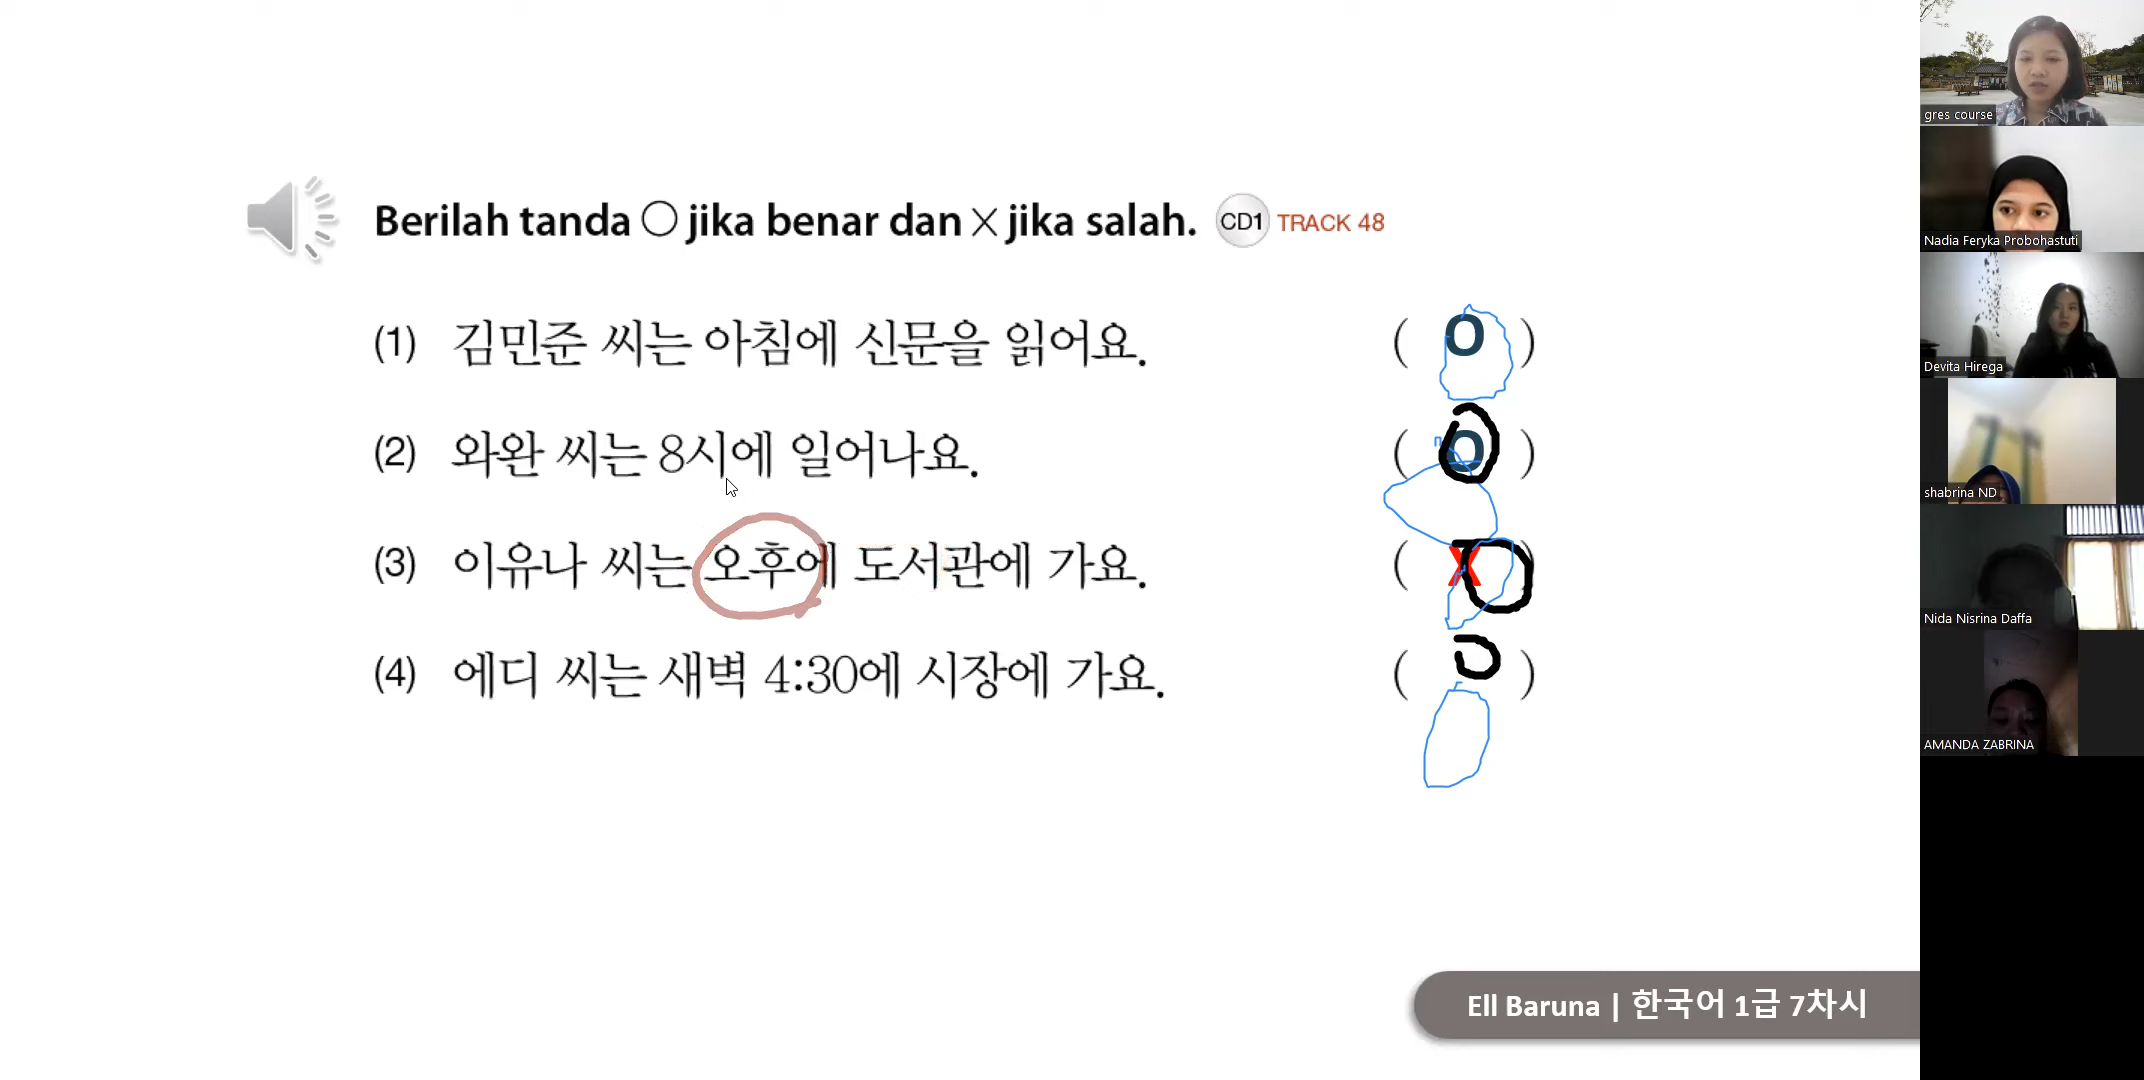 Berilah tanda ○ jika benar dan × jika salah. CD1 TRACK 48
(1) 김민준 씨는 아침에 신문을 읽어요. ( O )
(2) 와완 씨는 8시에 일어나요. ( O )
(3) 이유나 씨는 오후에 도서관에 가요. ( X )
(4) 에디 씨는 새벽 4:30에 시장에 가요. ( )
Ell Baruna | 한국어 1급 7차시
gres course
Nadia Feryka Probohastuti
Devita Hirega
shabrina ND
Nida Nisrina Daffa
AMANDA ZABRINA